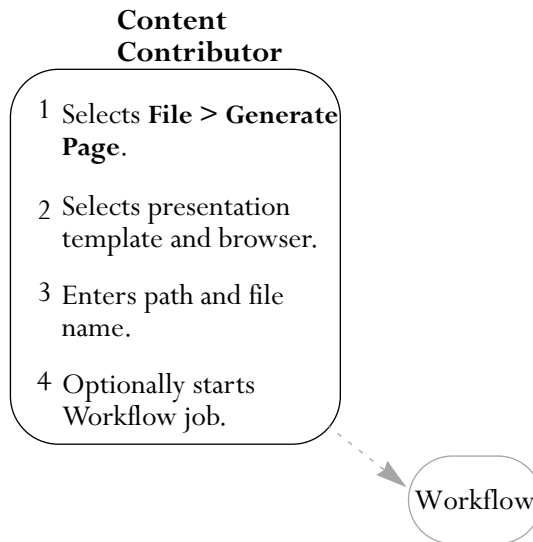 Content
Contributor
1 Selects File > Generate
Page.
2 Selects presentation
template and browser.
3 Enters path and file
name.
4 Optionally starts
Workflow job.
Workflow